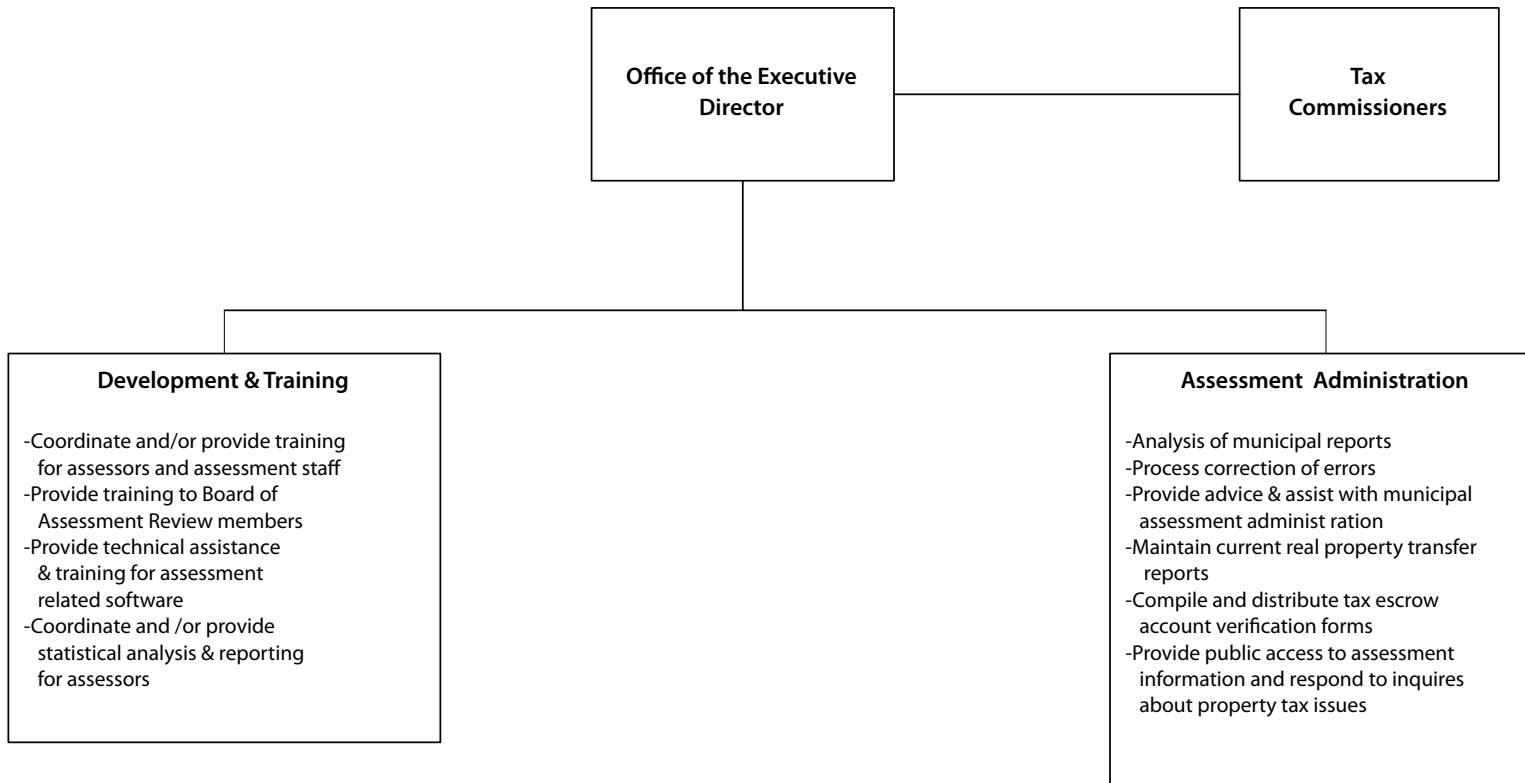 Office of the Executive
Director
Tax
Commissioners
Development & Training
-Coordinate and/or provide training
for assessors and assessment staff
-Provide training to Board of
Assessment Review members
-Provide technical assistance
& training for assessment
related software
-Coordinate and /or provide
statistical analysis & reporting
for assessors
Assessment Administration
-Analysis of municipal reports
-Process correction of errors
-Provide advice & assist with municipal
assessment administ ration
-Maintain current real property transfer
reports
-Compile and distribute tax escrow
account verification forms
-Provide public access to assessment
information and respond to inquires
about property tax issues